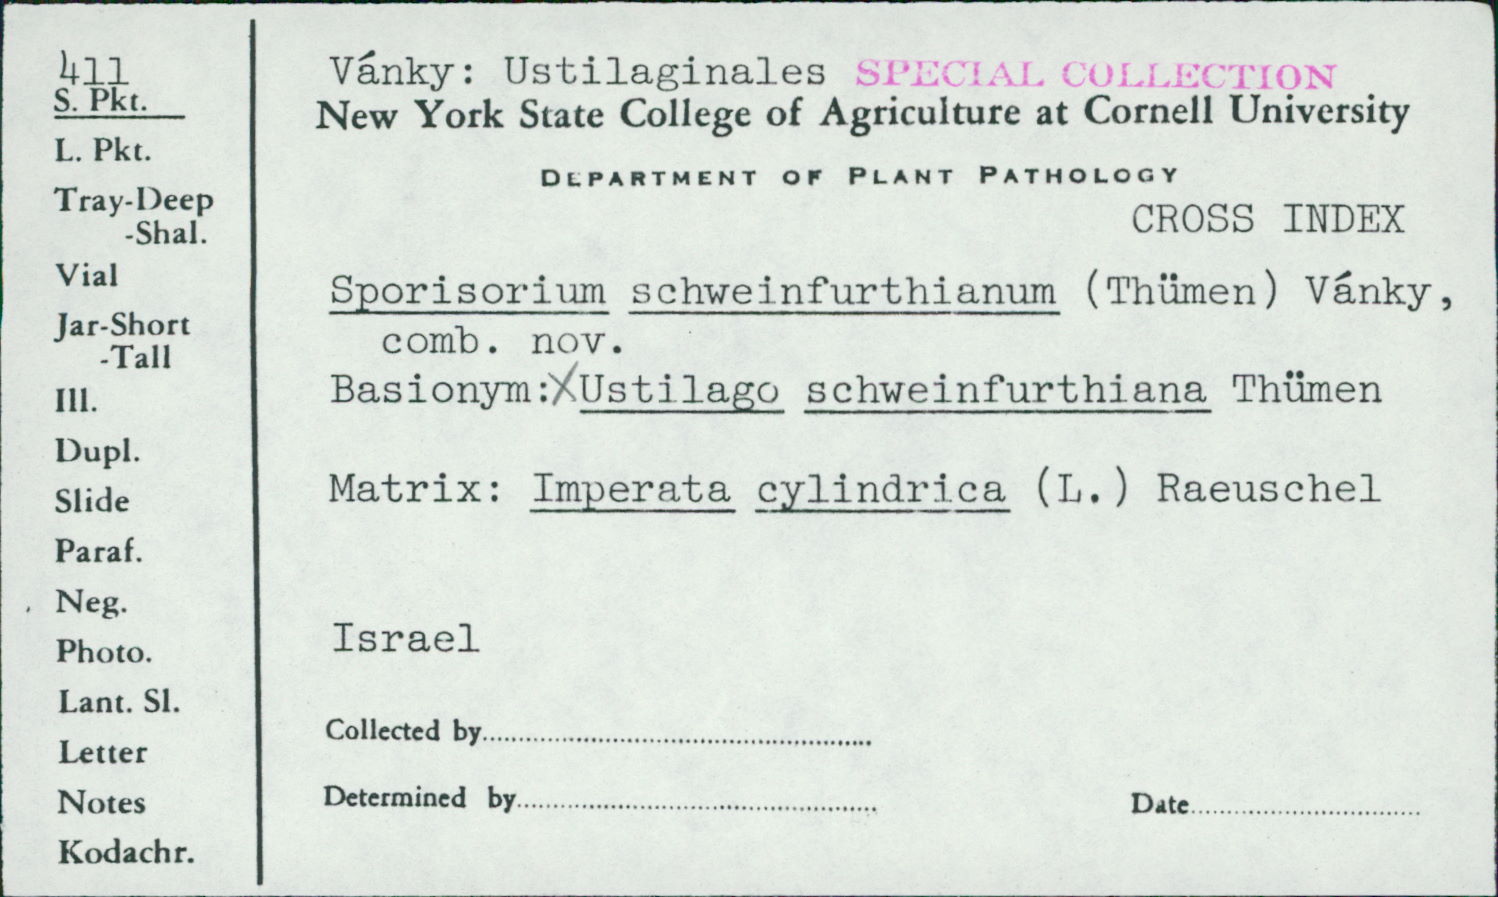 411
S. Pkt.
L. Pkt.
Tray-Deep
-Shal.
Vial
Jar-Short
-Tall
Ill.
Dupl.
Slide
Paraf.
Neg.
Photo.
Lant. Sl.
Letter
Notes
Kodachr.
Vánky: Ustilaginales SPECIAL COLLECTION
New York State College of Agriculture at Cornell University
DEPARTMENT OF PLANT PATHOLOGY
CROSS INDEX
Sporisorium schweinfurthianum (Thümen) Vánky,
comb. nov.
Basionym:XUstilago schweinfurthiana Thümen
Matrix: Imperata cylindrica (L.) Raeuschel
Israel
Collected by
Determined by Date